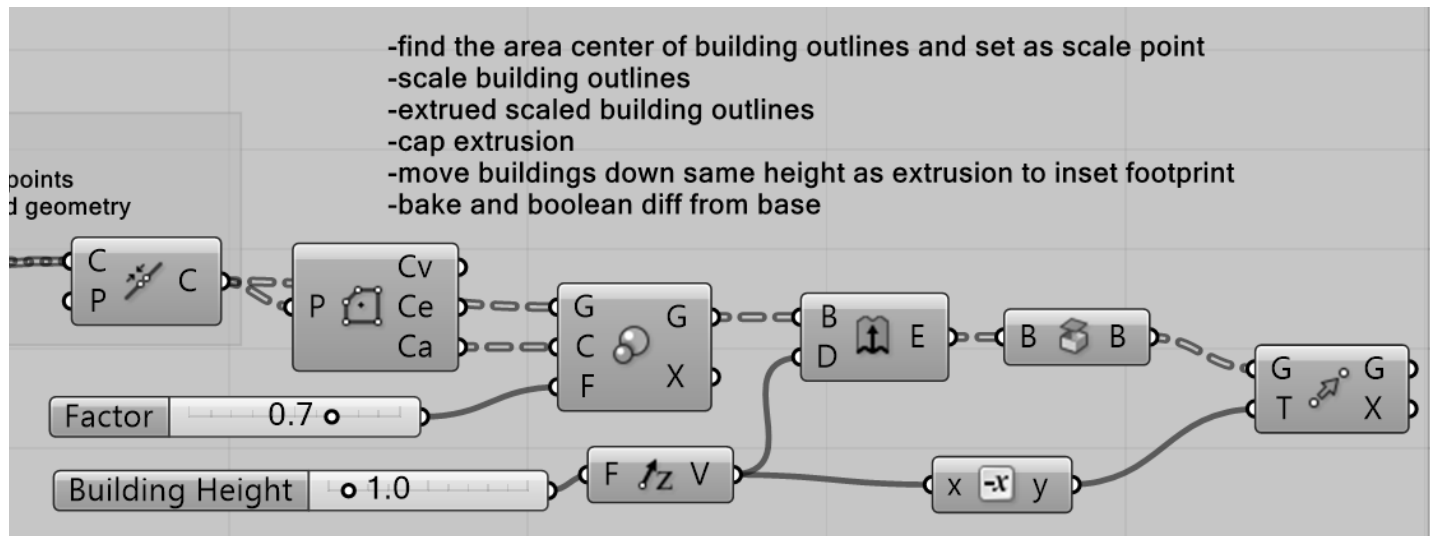 -find the area center of building outlines and set as scale point
-scale building outlines
-extrued scaled building outlines
-cap extrusion
-move buildings down same height as extrusion to inset footprint
-bake and boolean diff from base
points
d geometry
C
P
C
P
Cv
Ce
Ca
G
C
F
G
X
B
D
E
B
B
G
T
G
X
Factor
0.7
Building Height
1.0
F
Z
V
x
-x
y